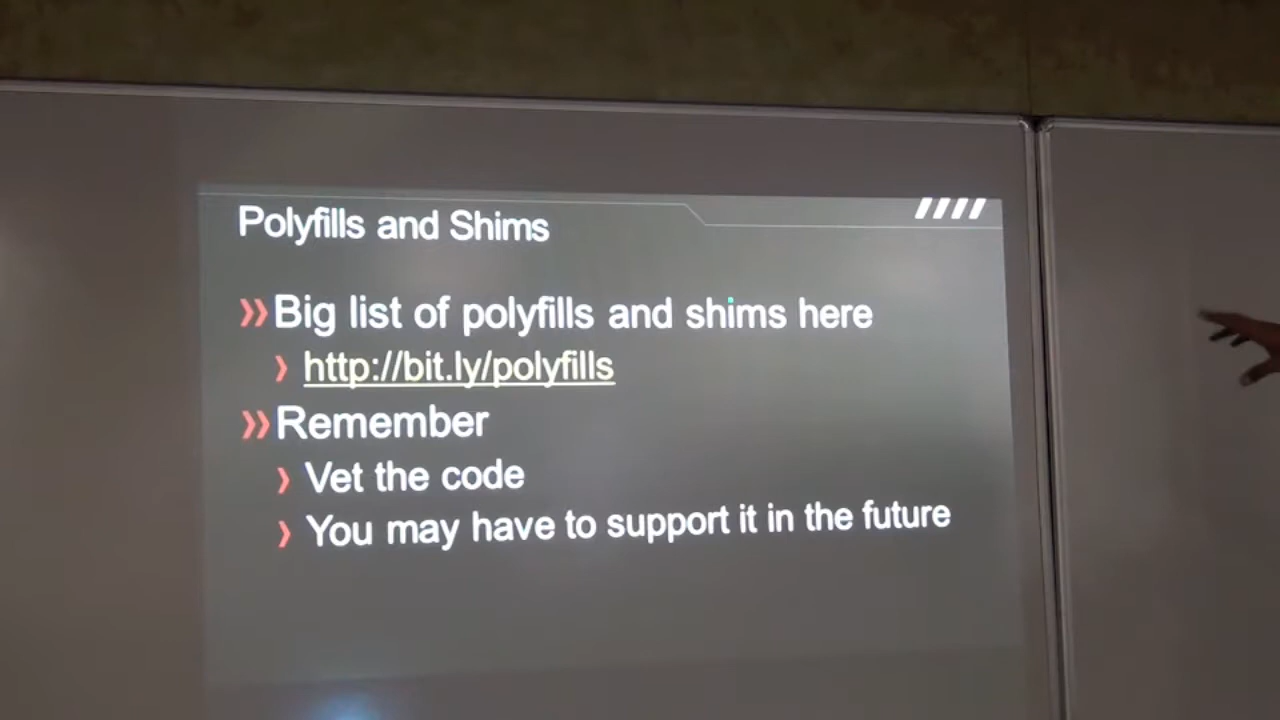 Polyfills and Shims
Big list of polyfills and shims here
http://bit.ly/polyfills
Remember
Vet the code
You may have to support it in the future